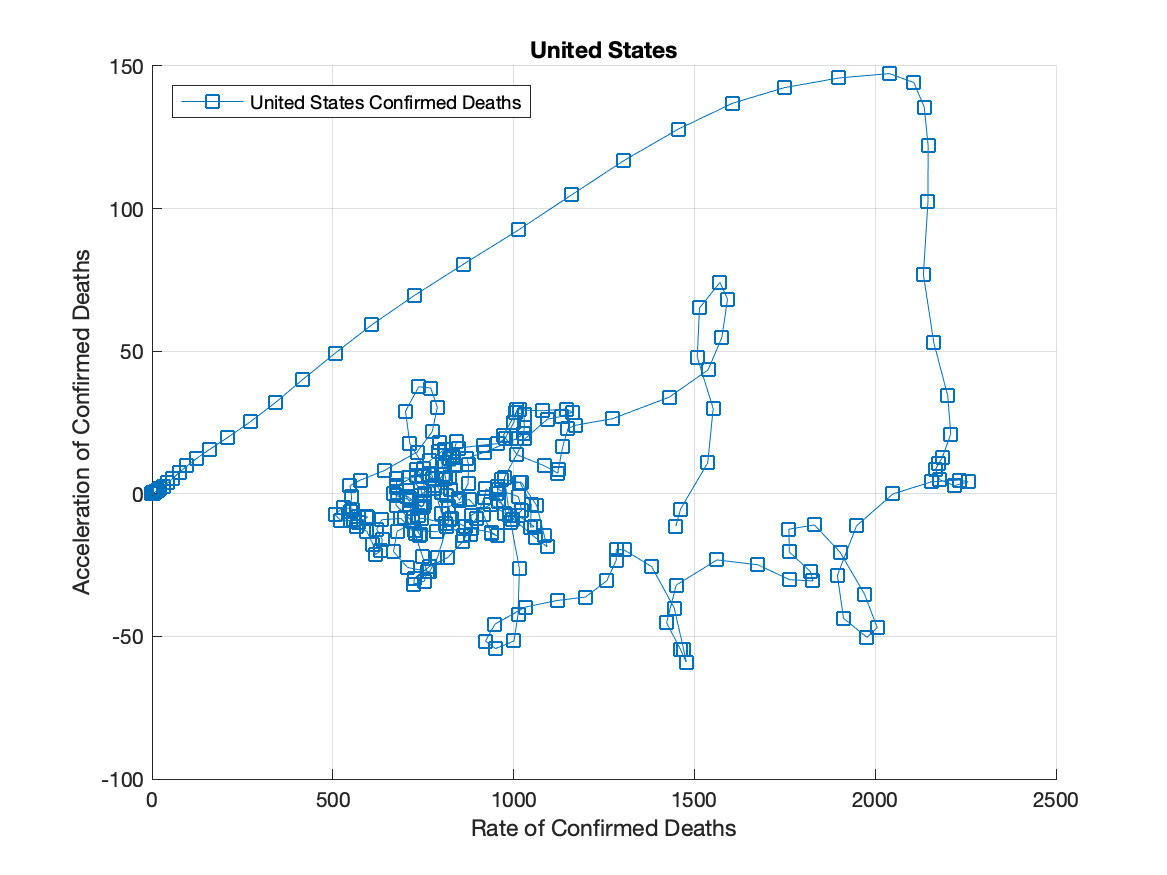 United States
United States Confirmed Deaths
Acceleration of Confirmed Deaths
150
100
50
0
-50
-100
0 500 1000 1500 2000 2500
Rate of Confirmed Deaths